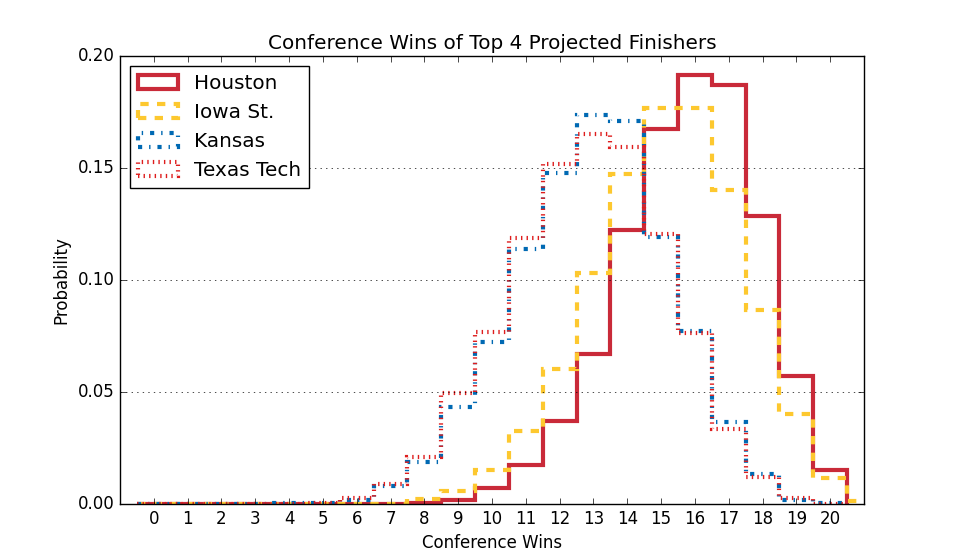 Conference Wins of Top 4 Projected Finishers
Houston
Iowa St.
Kansas
Texas Tech
0.20
0.15
0.10
0.05
0.00
Probability
0 1 2 3 4 5 6 7 8 9 10 11 12 13 14 15 16 17 18 19 20
Conference Wins